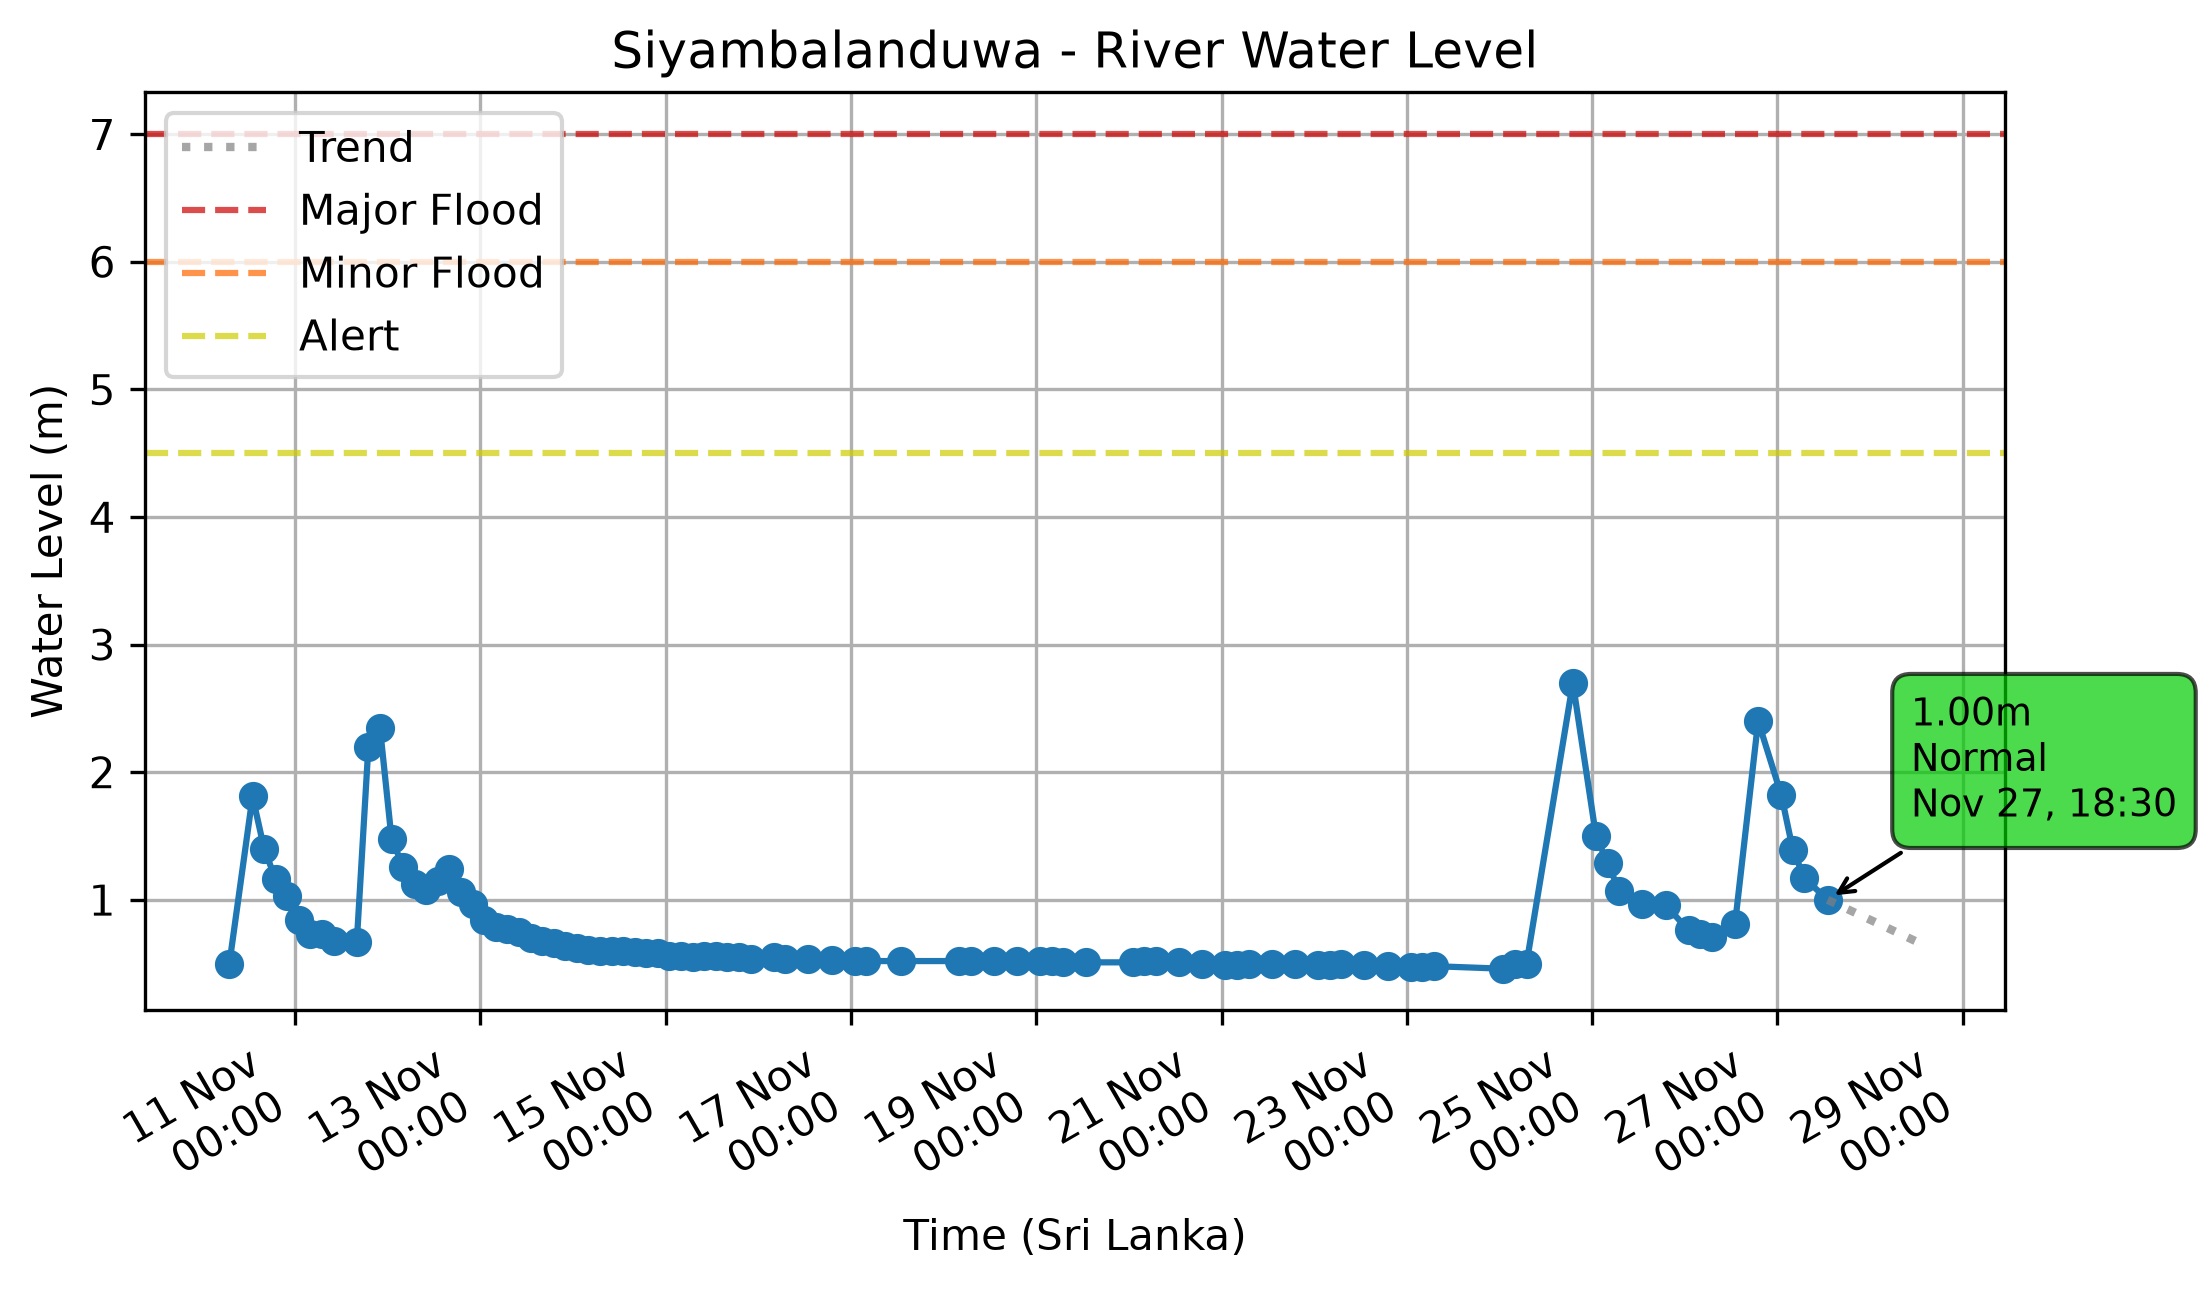 Siyambalanduwa - River Water Level
Water Level (m)
7
6
5
4
3
2
1
Trend
Major Flood
Minor Flood
Alert
1.00m
Normal
Nov 27, 18:30
11 Nov
00:00
13 Nov
00:00
15 Nov
00:00
17 Nov
00:00
19 Nov
00:00
21 Nov
00:00
23 Nov
00:00
25 Nov
00:00
27 Nov
00:00
29 Nov
00:00
Time (Sri Lanka)